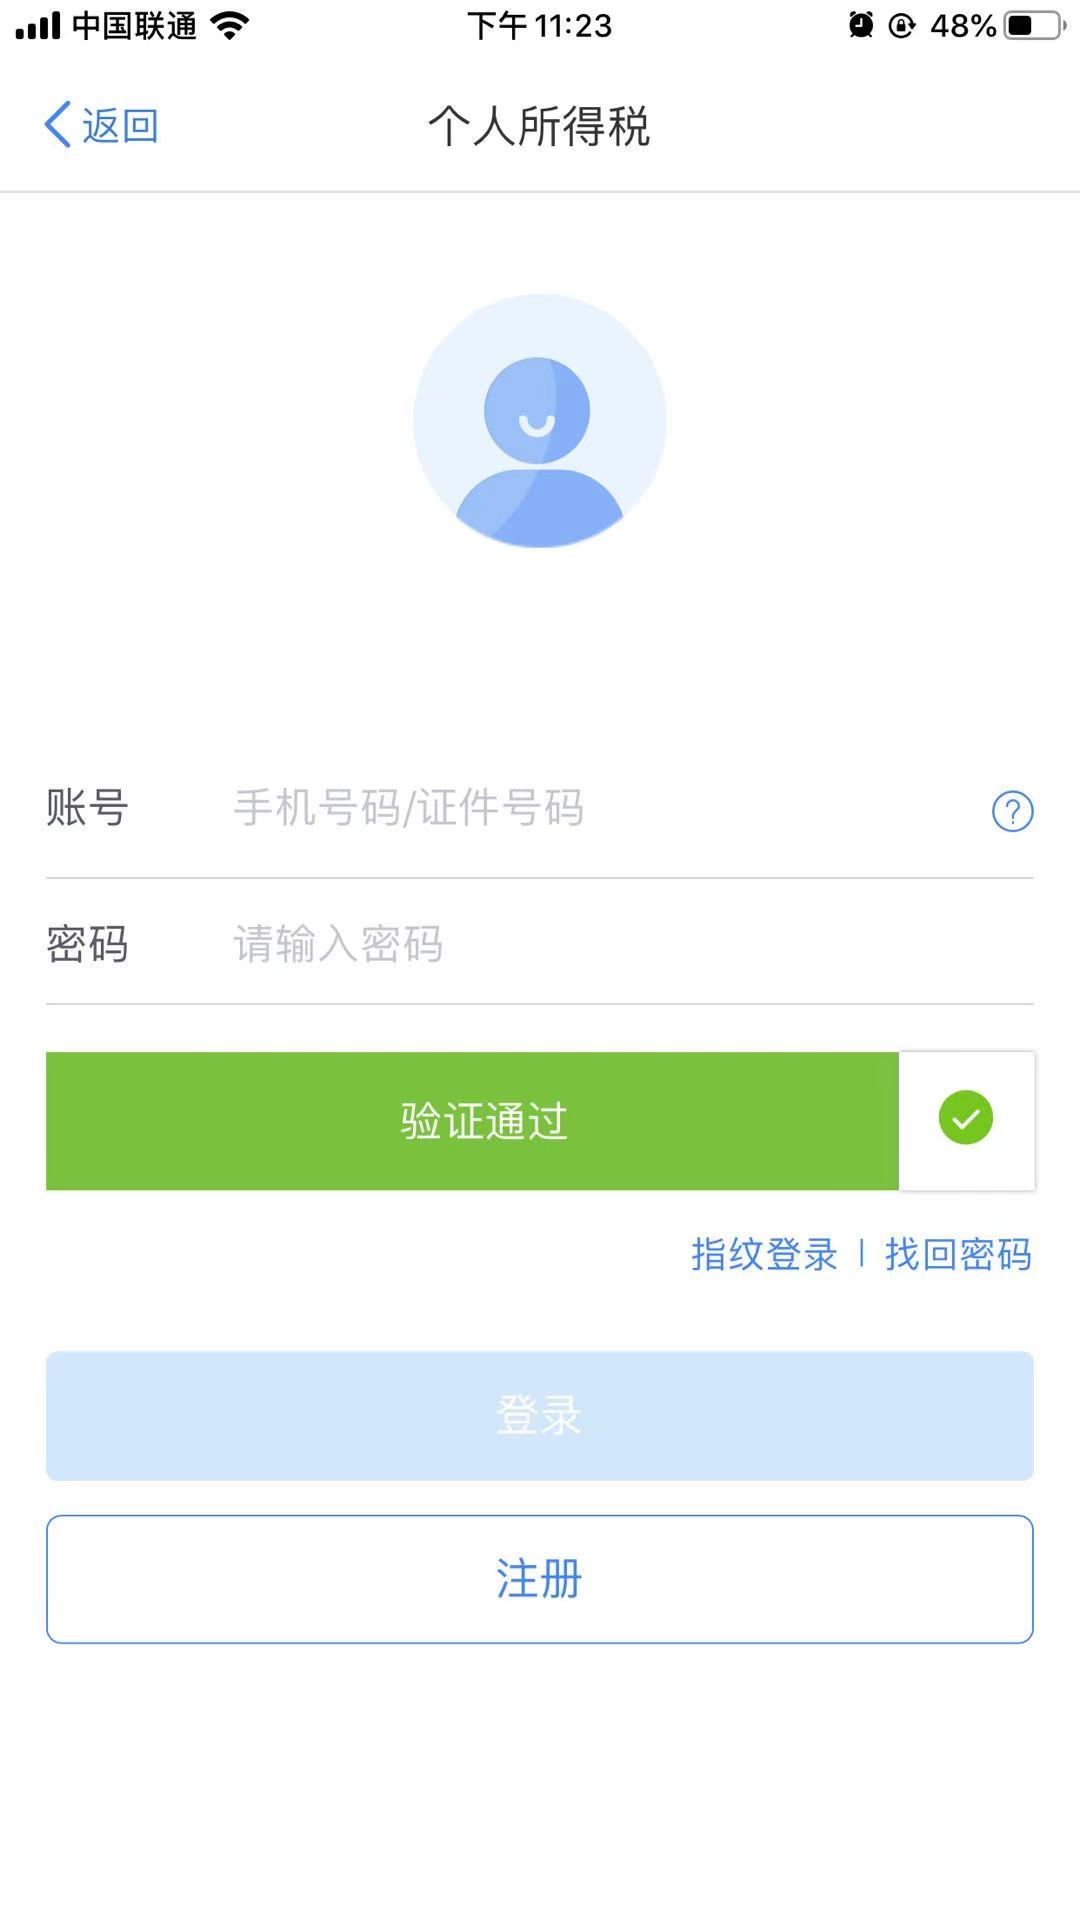 中国联通 下午11:23 48%
返回 个人所得税
账号 手机号码/证件号码 ?
密码 请输入密码
验证通过
指纹登录 | 找回密码
登录
注册